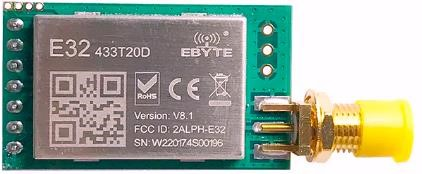 E32 433T20D
EBYTE
RoHS
CE
Version: V8.1
FCC ID: 2ALPH-E32
SN: W220174S00196